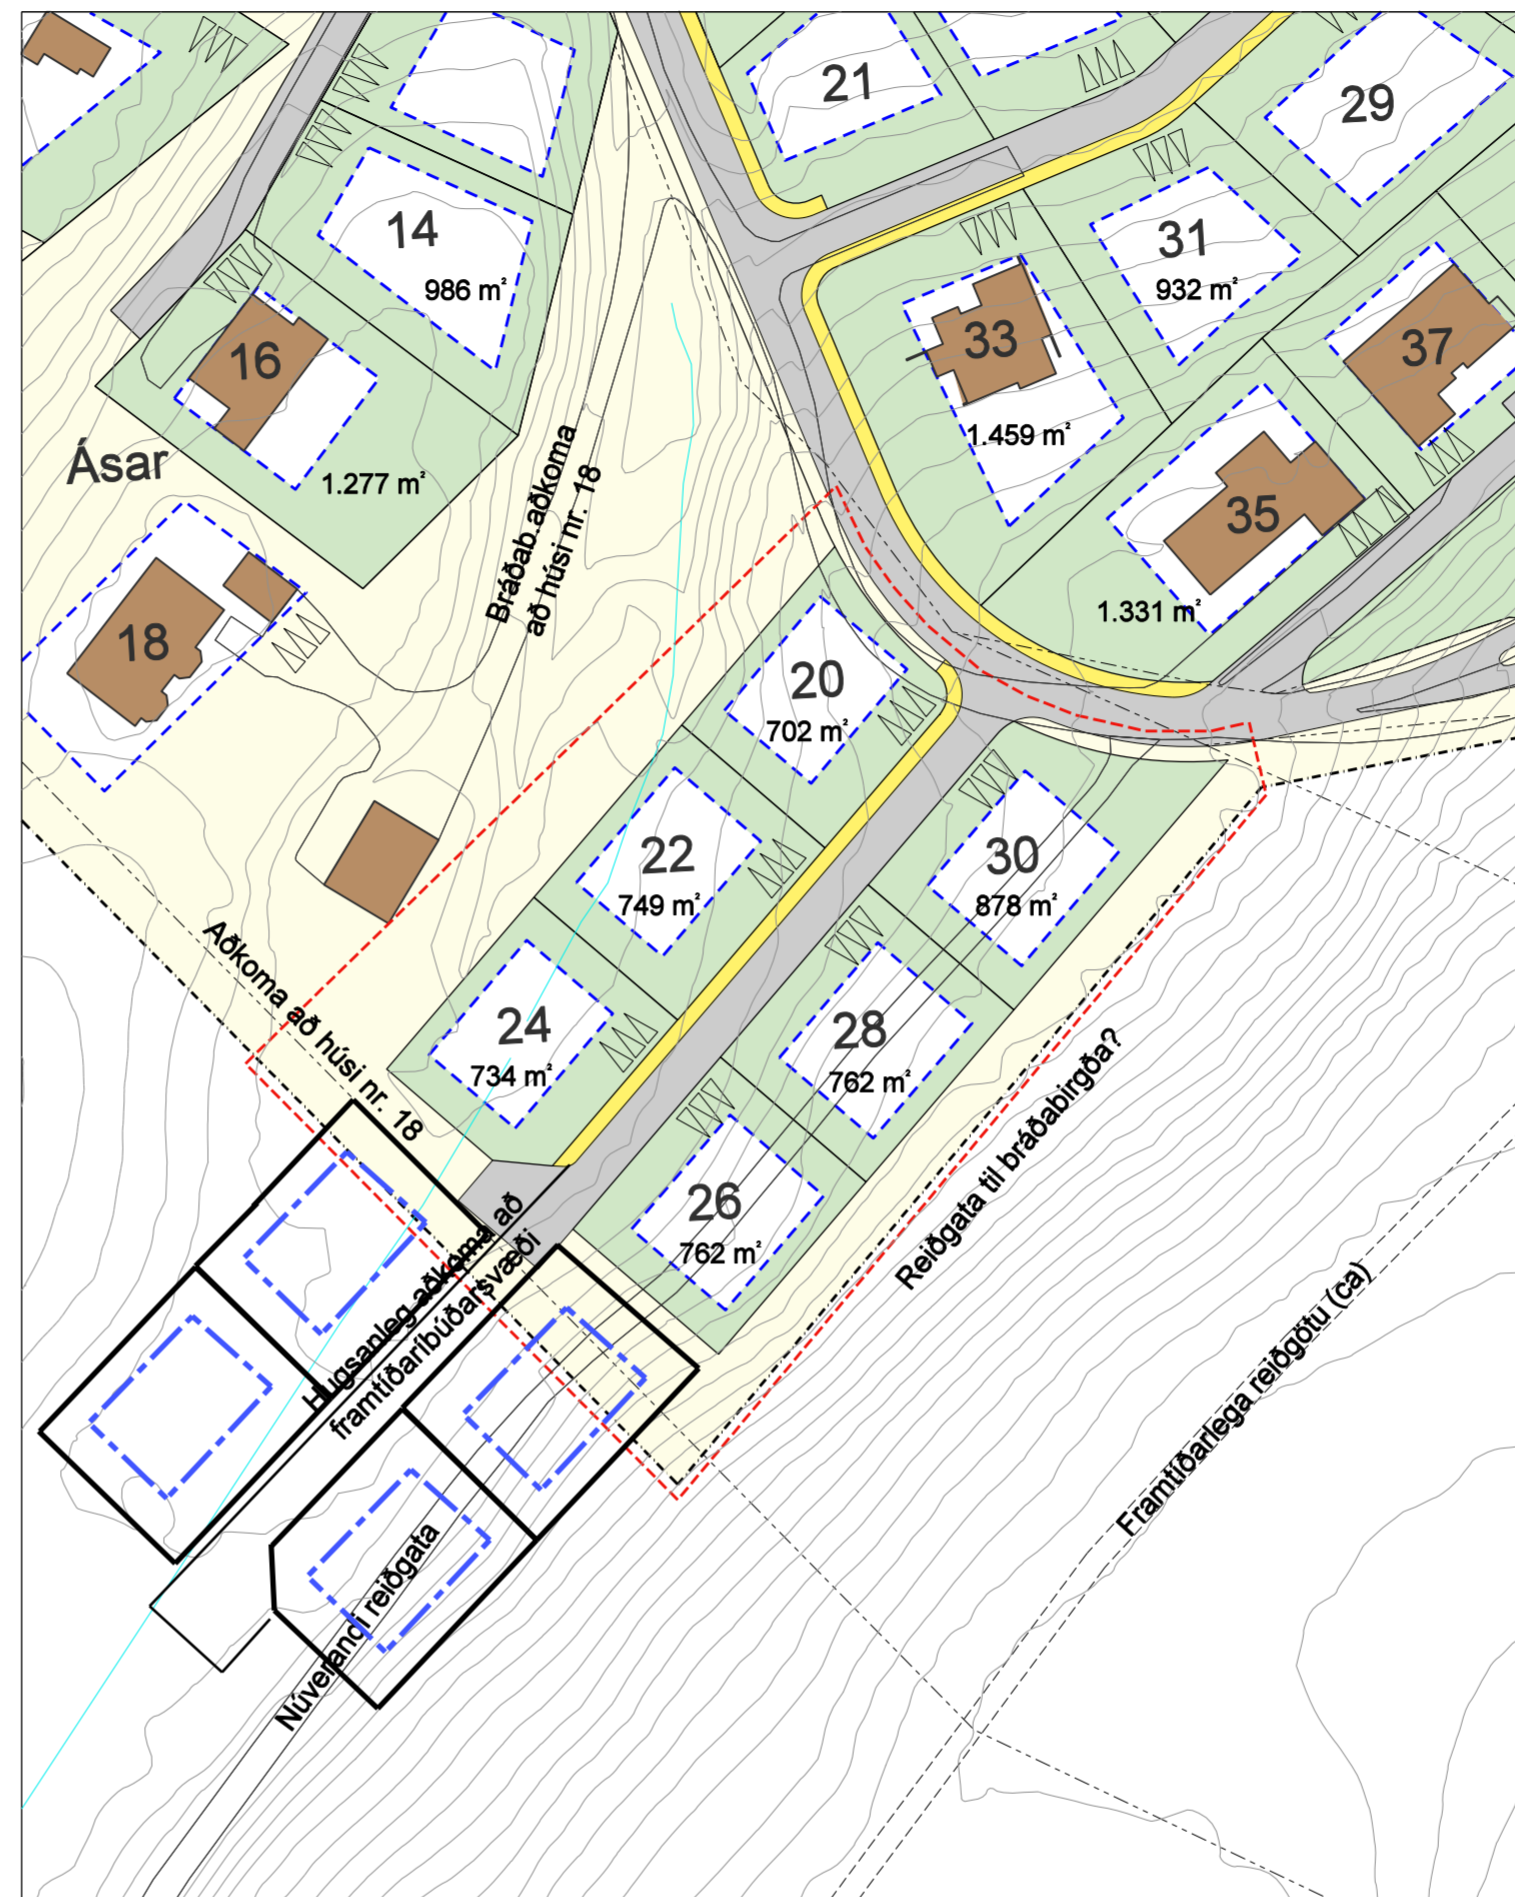 21
29
14
986 m²
31
932 m²
33
1.459 m²
37
16
1.277 m²
Ásar
Bráðab.aðkoma
að húsi nr. 18
35
1.331 m²
18
20
702 m²
22
749 m²
30
878 m²
Aðkoma að húsi nr. 18
24
734 m²
28
762 m²
26
762 m²
Reiðgata til bráðabirgða?
Hugsanleg aðkoma að
framtíðaríbúðarsvæði
Framtíðarlega reiðgötu (ca)
Núverandi reiðgata